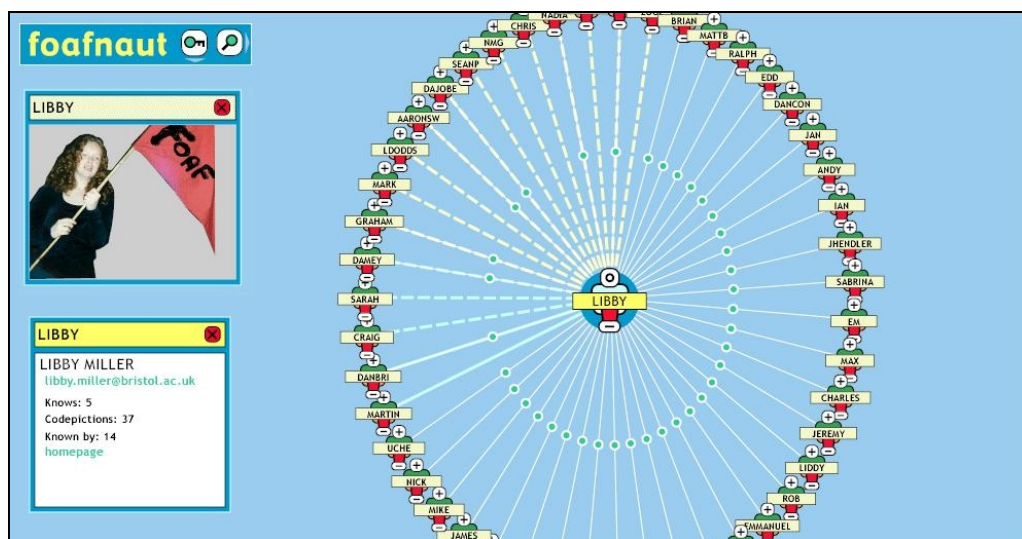 foafnaut
LIBBY
FOAF
LIBBY
LIBBY MILLER
libby.miller@bristol.ac.uk
Knows: 5
Codepictions: 37
Known by: 14
homepage
NADIA
CHRIS
NMG
SEANP
DAJOBE
AARONSW
LDODDS
MARK
GRAHAM
DAMEY
SARAH
CRAIG
DANBRI
MARTIN
UCHE
NICK
MIKE
JAMES
LIBBY
BRIAN
MATTB
RALPH
EDD
DANCON
JAN
ANDY
IAN
JHENDLER
SABRINA
EM
MAX
CHARLES
JEREMY
LIDDY
ROB
EMMANUEL